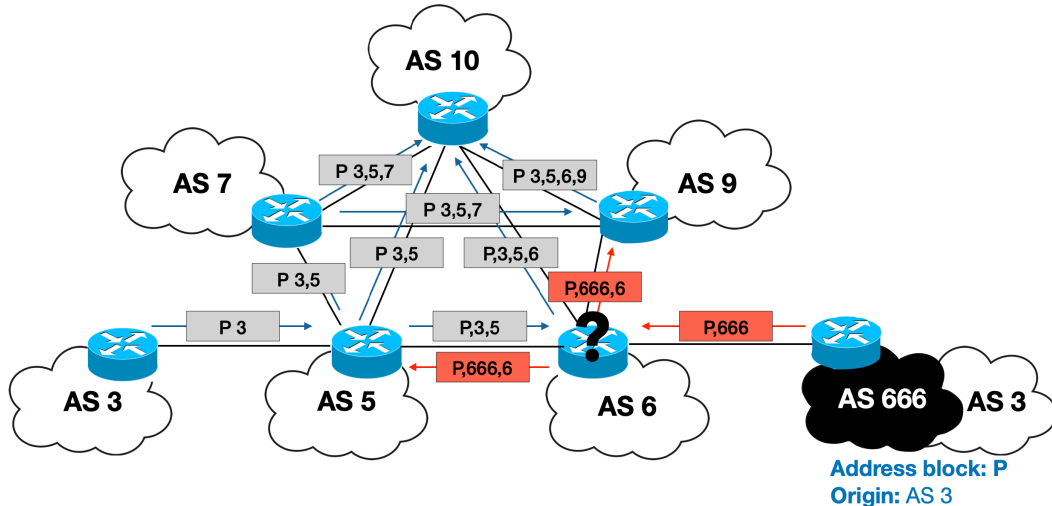 AS 10
P 3,5,7
P 3,5,6,9
AS 7
AS 9
P 3,5,7
P 3,5
P,3,5,6
P 3,5
P,666,6
P 3
P,3,5
?
P,666
P,666,6
AS 3
AS 5
AS 6
AS 666
AS 3
Address block: P
Origin: AS 3